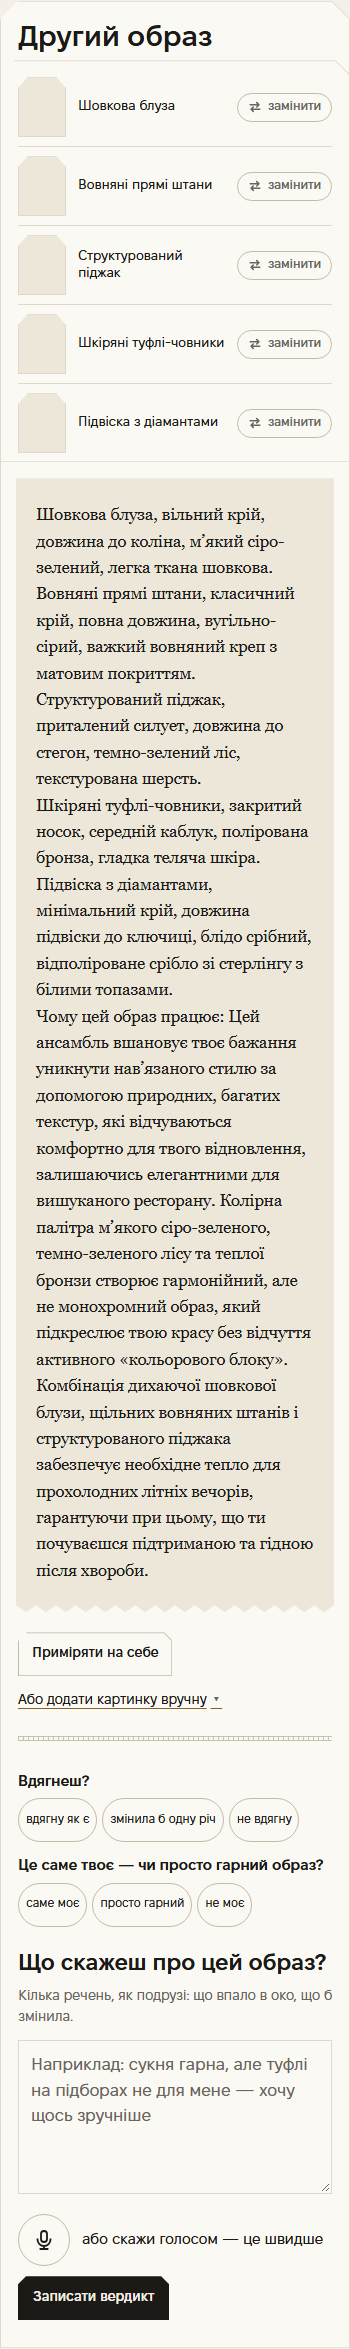 Другий образ
Шовкова блуза
замінити
Вовняні прямі штани
замінити
Структурований
піджак
замінити
Шкіряні туфлі-човники
замінити
Підвіска з діамантами
замінити
Шовкова блуза, вільний крій,
довжина до коліна, м’який сіро-
зелений, легка ткана шовкова.
Вовняні прямі штани, класичний
крій, повна довжина, вугільно-
сірий, важкий вовняний креп з
матовим покриттям.
Структурований піджак,
приталений силует, довжина до
стегон, темно-зелений ліс,
текстурована шерсть.
Шкіряні туфлі-човники, закритий
носок, середній каблук, полірована
бронза, гладка теляча шкіра.
Підвіска з діамантами,
мінімальний крій, довжина
підвіски до ключиці, блідо срібний,
відполіроване срібло зі стерлінгу з
білими топазами.
Чому цей образ працює: Цей
ансамбль вшановує твоє бажання
уникнути нав’язаного стилю за
допомогою природних, багатих
текстур, які відчуваються
комфортно для твого відновлення,
залишаючись елегантними для
вишуканого ресторану. Колірна
палітра м’якого сіро-зеленого,
темно-зеленого лісу та теплої
бронзи створює гармонійний, але
не монохромний образ, який
підкреслює твою красу без відчуття
активного «кольорового блоку».
Комбінація дихаючої шовкової
блузи, щільних вовняних штанів і
структурованого піджака
забезпечує необхідне тепло для
прохолодних літніх вечорів,
гарантуючи при цьому, що ти
почуваєшся підтриманою та гідною
після хвороби.
Приміряти на себе
Або додати картинку вручну
Вдягнеш?
вдягну як є змінила б одну річ не вдягну
Це саме твоє — чи просто гарний образ?
саме моє просто гарний не моє
Що скажеш про цей образ?
Кілька речень, як подрузі: що впало в око, що б
змінила.
Наприклад: сукня гарна, але туфлі
на підборах не для мене — хочу
щось зручніше
або скажи голосом — це швидше
Записати вердикт